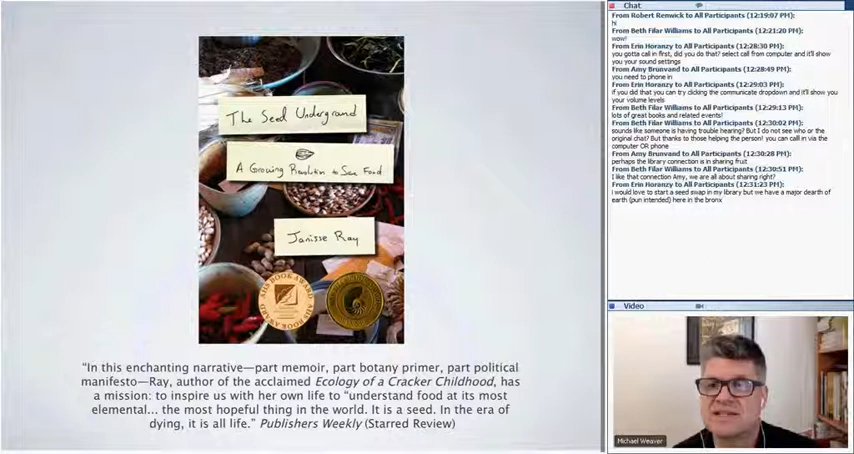 The Seed Underground
A Growing Revolution to Save Food
Janisse Ray
AHS BOOK AWARD
AHS BOOK AWARD
“In this enchanting narrative—part memoir, part botany primer, part political
manifesto—Ray, author of the acclaimed Ecology of a Cracker Childhood, has
a mission: to inspire us with her own life to “understand food at its most
elemental... the most hopeful thing in the world. It is a seed. In the era of
dying, it is all life.” Publishers Weekly (Starred Review)
Chat
From Robert Renwick to All Participants (12:19:07 PM):
hi
From Beth Filar Williams to All Participants (12:21:20 PM):
wow!
From Erin Horanzy to All Participants (12:28:30 PM):
you gotta call in first, did you do that? select call from computer and it'll show
you your sound settings
From Amy Brunvand to All Participants (12:28:49 PM):
you need to phone in
From Erin Horanzy to All Participants (12:29:03 PM):
if you did that you can try clicking the communicate dropdown and it'll show you
your volume levels
From Beth Filar Williams to All Participants (12:29:13 PM):
lots of great books and related events!
From Beth Filar Williams to All Participants (12:30:02 PM):
sounds like someone is having trouble hearing? But I do not see who or the
original chat? But thanks to those helping the person! you can call in via the
computer OR phone
From Amy Brunvand to All Participants (12:30:28 PM):
perhaps the library connection is in sharing fruit
From Beth Filar Williams to All Participants (12:30:51 PM):
I like that connection Amy, we are all about sharing right?
From Erin Horanzy to All Participants (12:31:23 PM):
i would love to start a seed swap in my library but we have a major dearth of
earth (pun intended) here in the bronx
Video
Michael Weaver